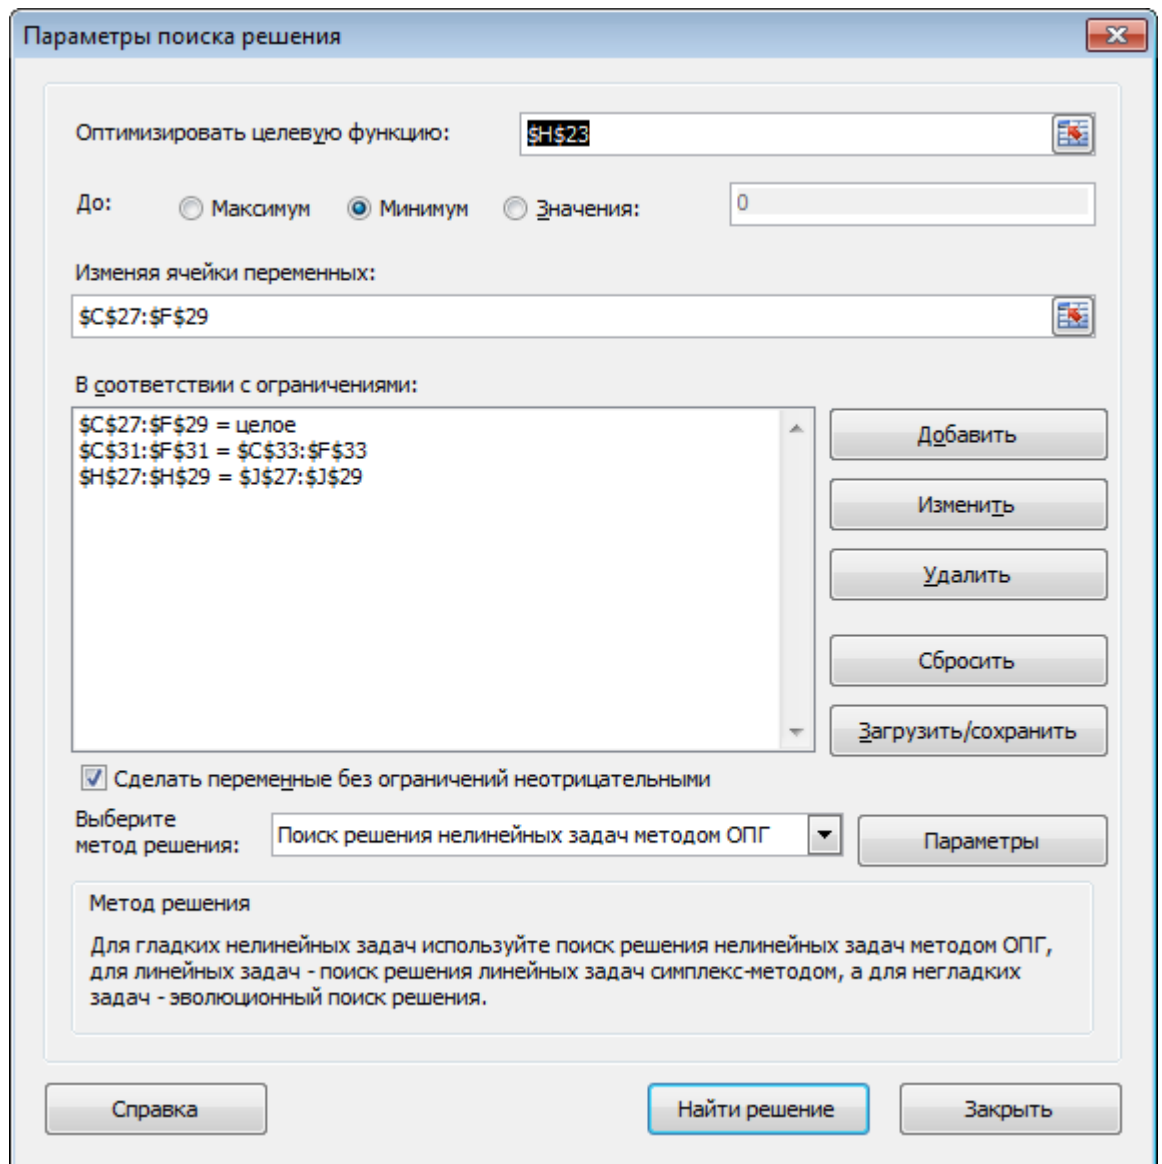 Параметры поиска решения
Оптимизировать целевую функцию:
$H$23
До:
Максимум
Минимум
Значения:
0
Изменяя ячейки переменных:
$C$27:$F$29
В соответствии с ограничениями:
$C$27:$F$29 = целое
$C$31:$F$31 = $C$33:$F$33
$H$27:$H$29 = $J$27:$J$29
Добавить
Изменить
Удалить
Сбросить
Загрузить/сохранить
Сделать переменные без ограничений неотрицательными
Выберите
метод решения:
Поиск решения нелинейных задач методом ОПГ
Параметры
Метод решения
Для гладких нелинейных задач используйте поиск решения нелинейных задач методом ОПГ,
для линейных задач - поиск решения линейных задач симплекс-методом, а для негладких
задач - эволюционный поиск решения.
Справка
Найти решение
Закрыть